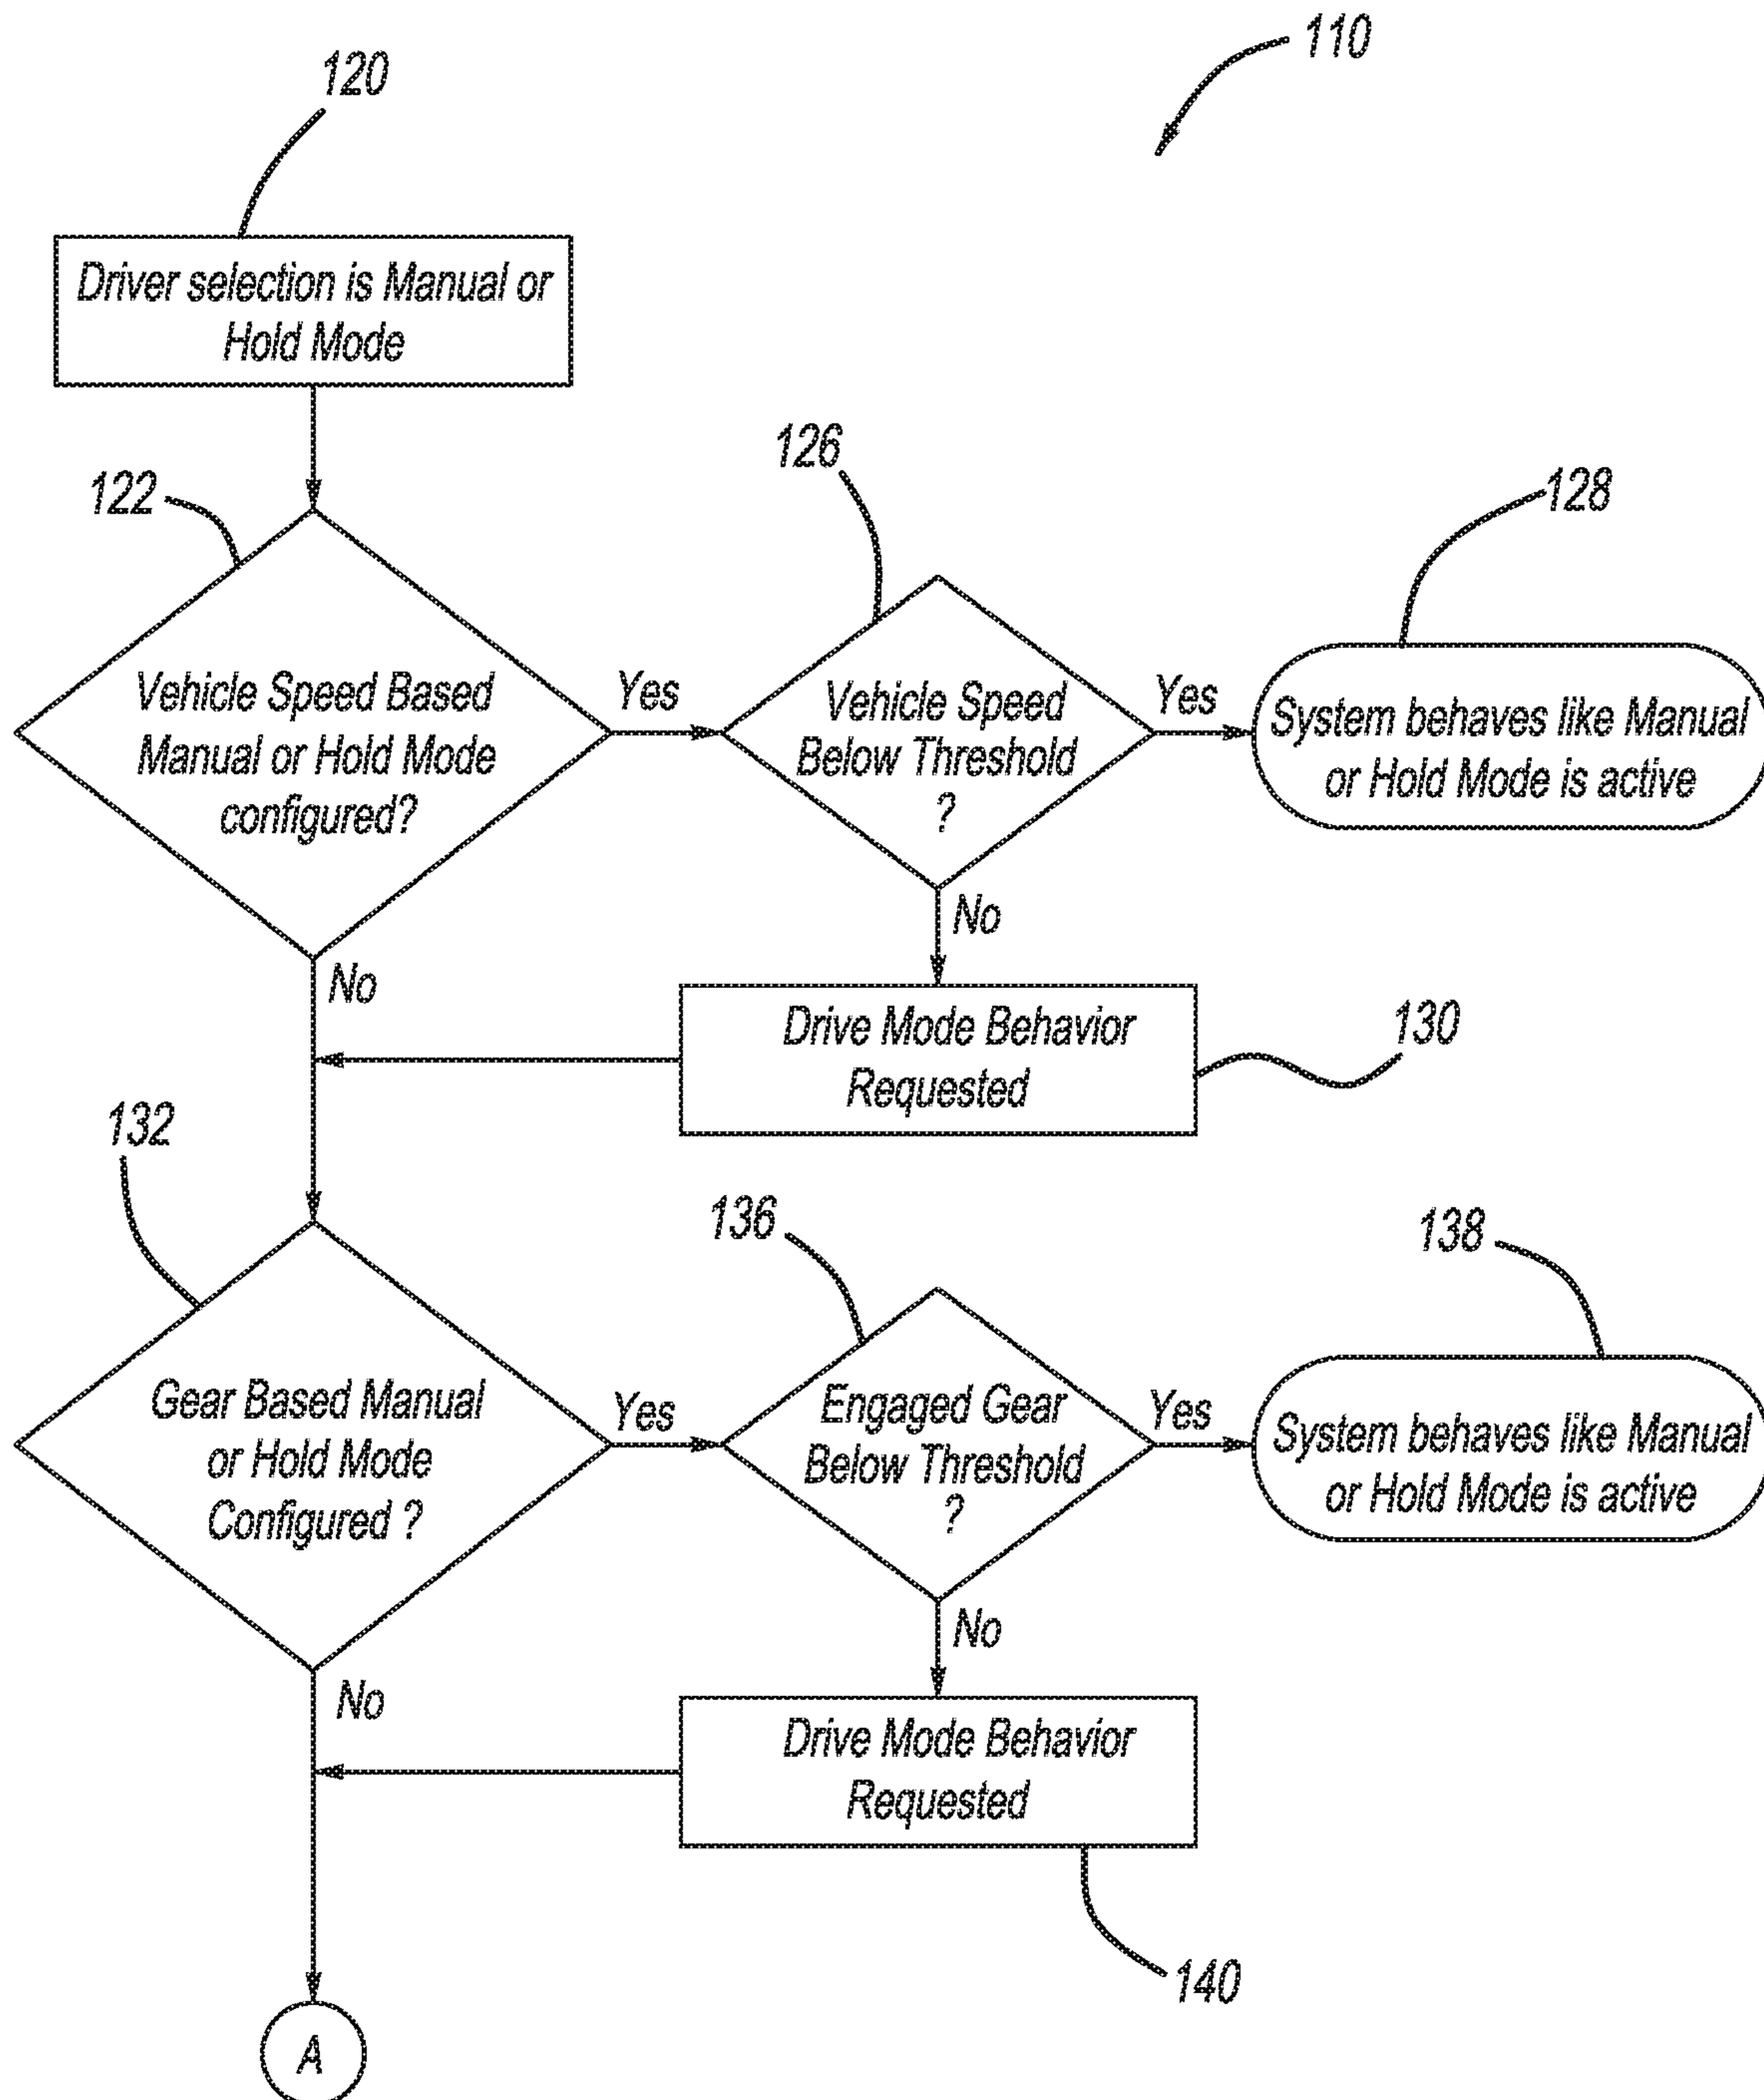 110
120
Driver selection is Manual or
Hold Mode
122
126
128
Vehicle Speed Based
Manual or Hold Mode
configured?
Yes
Vehicle Speed
Below Threshold
?
Yes
System behaves like Manual
or Hold Mode is active
No
No
Drive Mode Behavior
Requested
130
132
136
138
Gear Based Manual
or Hold Mode
Configured ?
Yes
Engaged Gear
Below Threshold
?
Yes
System behaves like Manual
or Hold Mode is active
No
No
Drive Mode Behavior
Requested
140
A